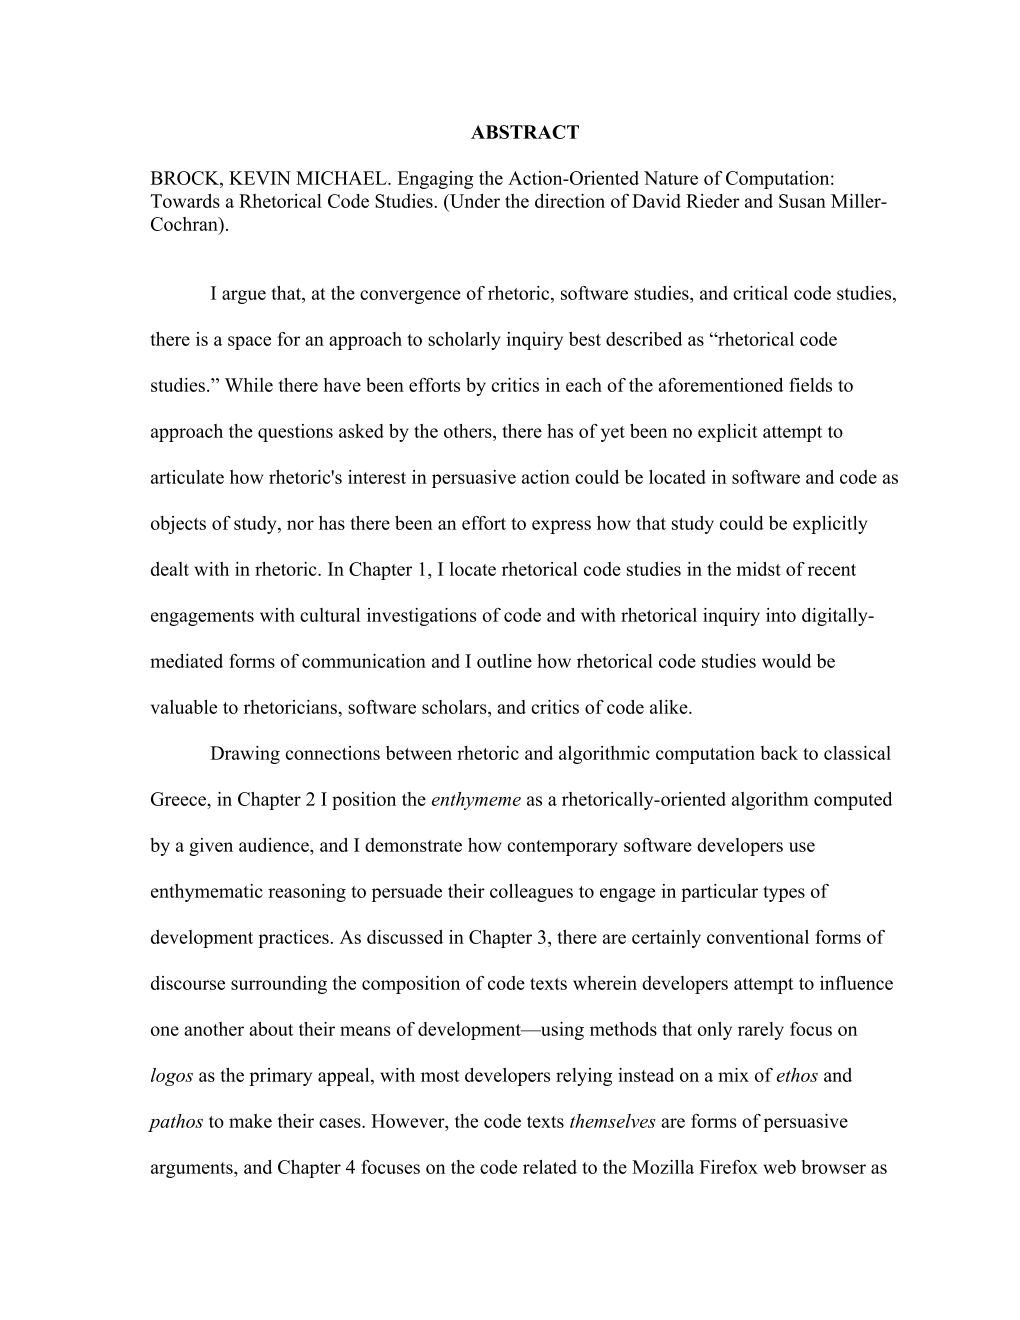 ABSTRACT
BROCK, KEVIN MICHAEL. Engaging the Action-Oriented Nature of Computation:
Towards a Rhetorical Code Studies. (Under the direction of David Rieder and Susan Miller-
Cochran).
I argue that, at the convergence of rhetoric, software studies, and critical code studies,
there is a space for an approach to scholarly inquiry best described as “rhetorical code
studies.” While there have been efforts by critics in each of the aforementioned fields to
approach the questions asked by the others, there has of yet been no explicit attempt to
articulate how rhetoric's interest in persuasive action could be located in software and code as
objects of study, nor has there been an effort to express how that study could be explicitly
dealt with in rhetoric. In Chapter 1, I locate rhetorical code studies in the midst of recent
engagements with cultural investigations of code and with rhetorical inquiry into digitally-
mediated forms of communication and I outline how rhetorical code studies would be
valuable to rhetoricians, software scholars, and critics of code alike.
Drawing connections between rhetoric and algorithmic computation back to classical
Greece, in Chapter 2 I position the enthymeme as a rhetorically-oriented algorithm computed
by a given audience, and I demonstrate how contemporary software developers use
enthymematic reasoning to persuade their colleagues to engage in particular types of
development practices. As discussed in Chapter 3, there are certainly conventional forms of
discourse surrounding the composition of code texts wherein developers attempt to influence
one another about their means of development—using methods that only rarely focus on
logos as the primary appeal, with most developers relying instead on a mix of ethos and
pathos to make their cases. However, the code texts themselves are forms of persuasive
arguments, and Chapter 4 focuses on the code related to the Mozilla Firefox web browser as